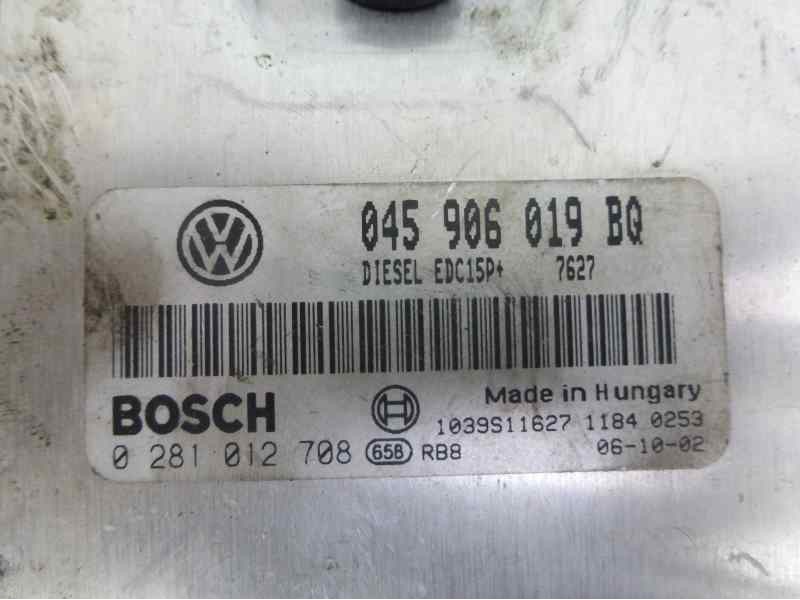 045 906 019 BQ
DIESEL EDC15P+ 7627
BOSCH
Made in Hungary
1039S11627 1184 0253
0 281 012 708 658 RB8 06-10-02